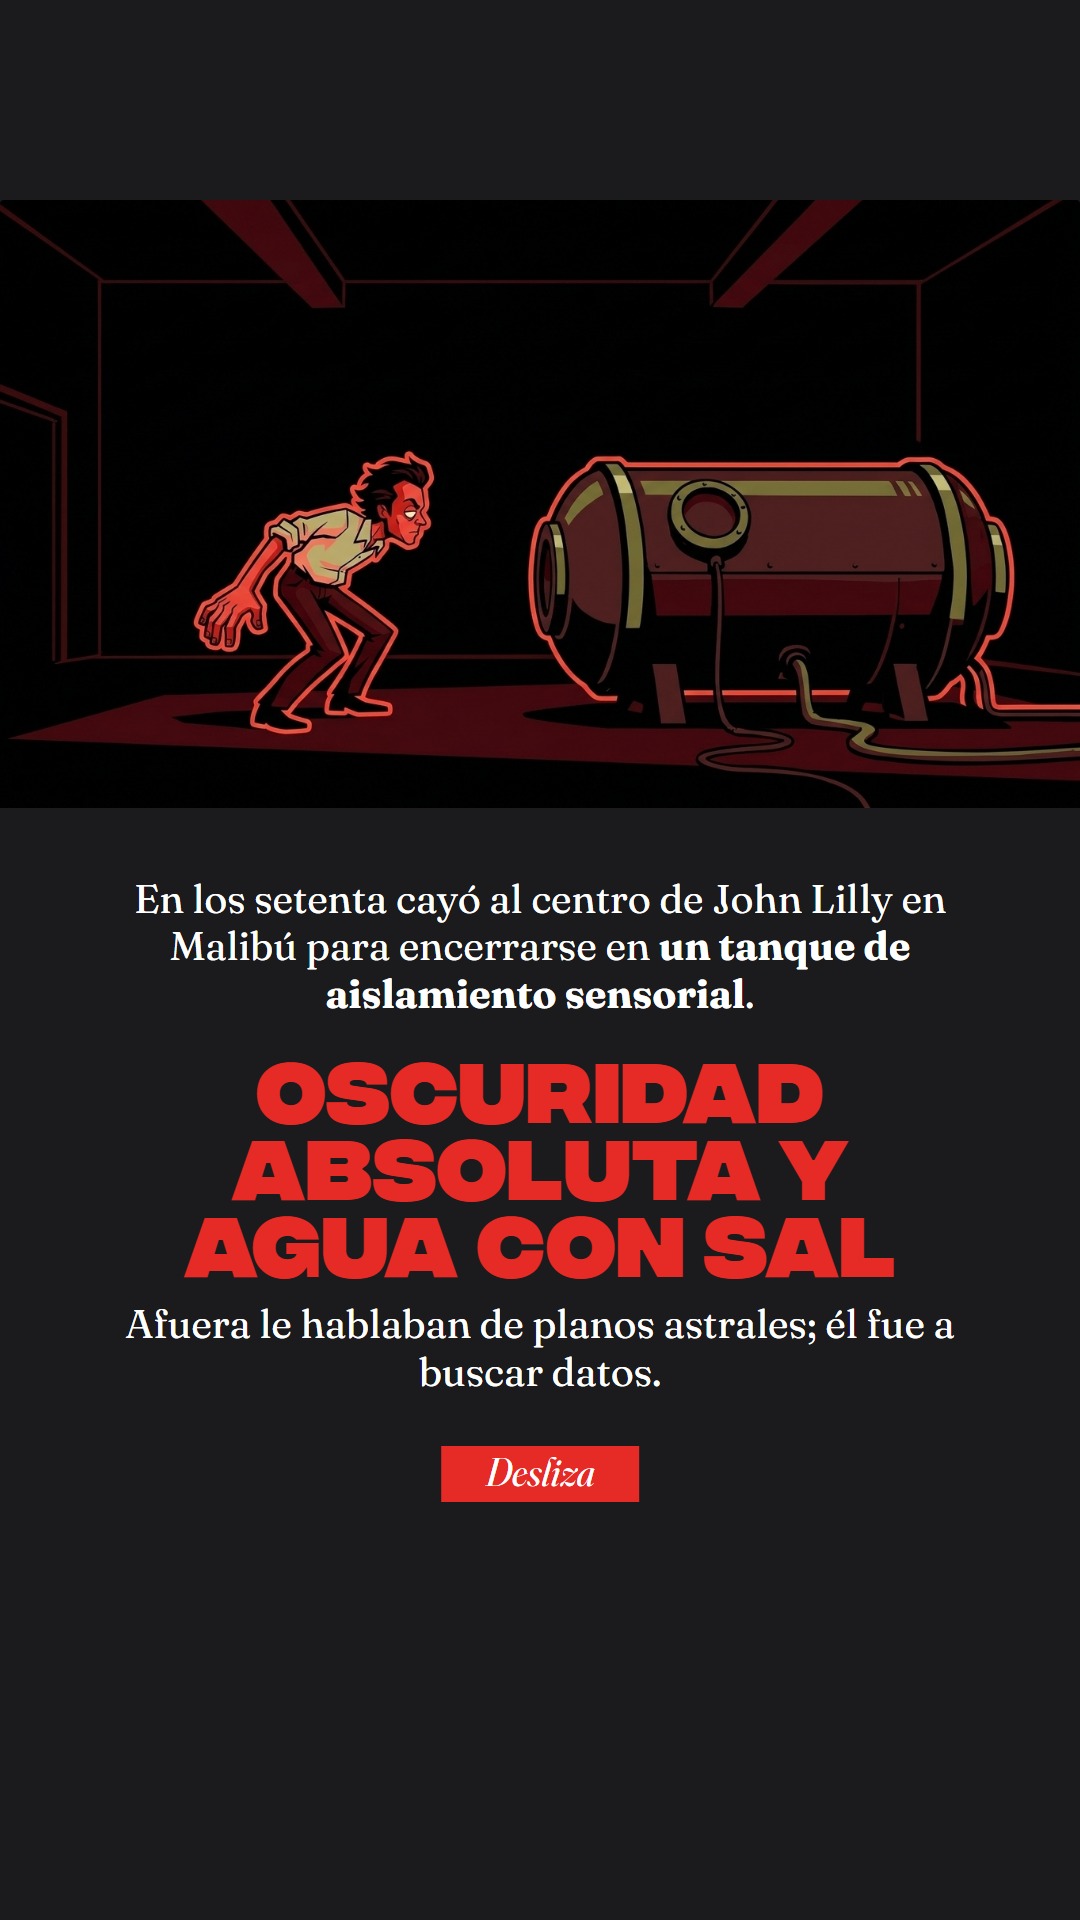 En los setenta cayó al centro de John Lilly en
Malibú para encerrarse en un tanque de
aislamiento sensorial.
OSCURIDAD
ABSOLUTA Y
AGUA CON SAL
Afuera le hablaban de planos astrales; él fue a
buscar datos.
Desliza